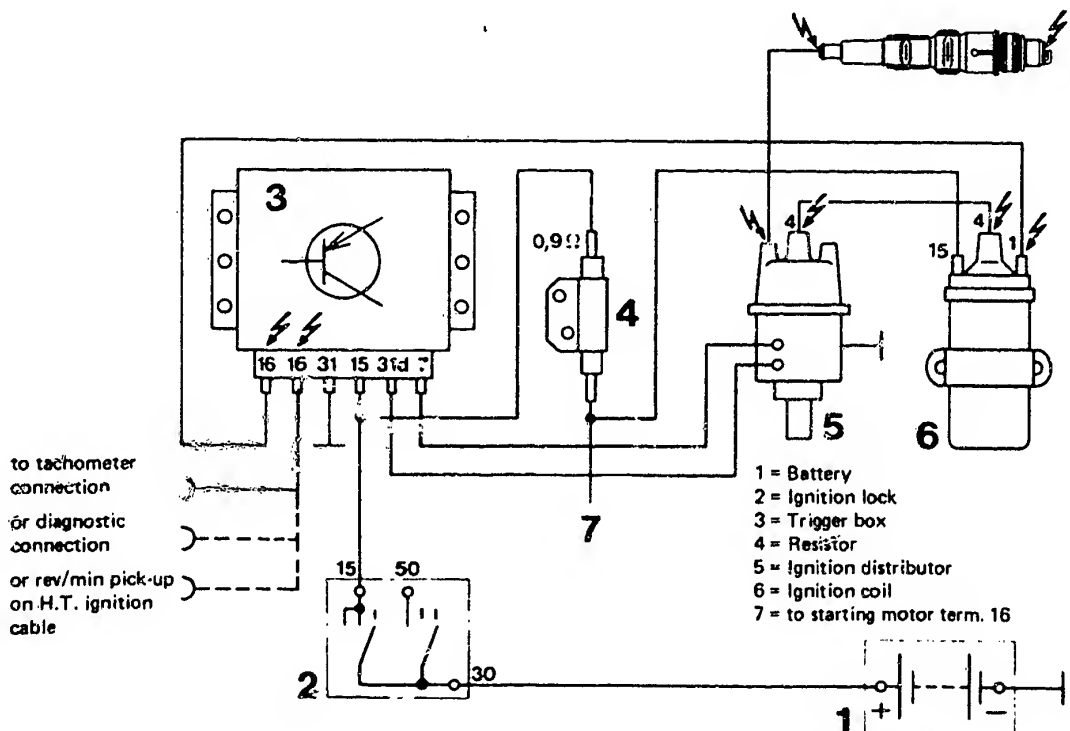 3
0,9Ω
4
4
4
15
1
16 16 31 15 31d 7
5
6
to tachometer
connection
or diagnostic
connection
or rev/min pick-up
on H.T. ignition
cable
7
1 = Battery
2 = Ignition lock
3 = Trigger box
4 = Resistor
5 = Ignition distributor
6 = Ignition coil
7 = to starting motor term. 16
15 50
2
30
1
+ −